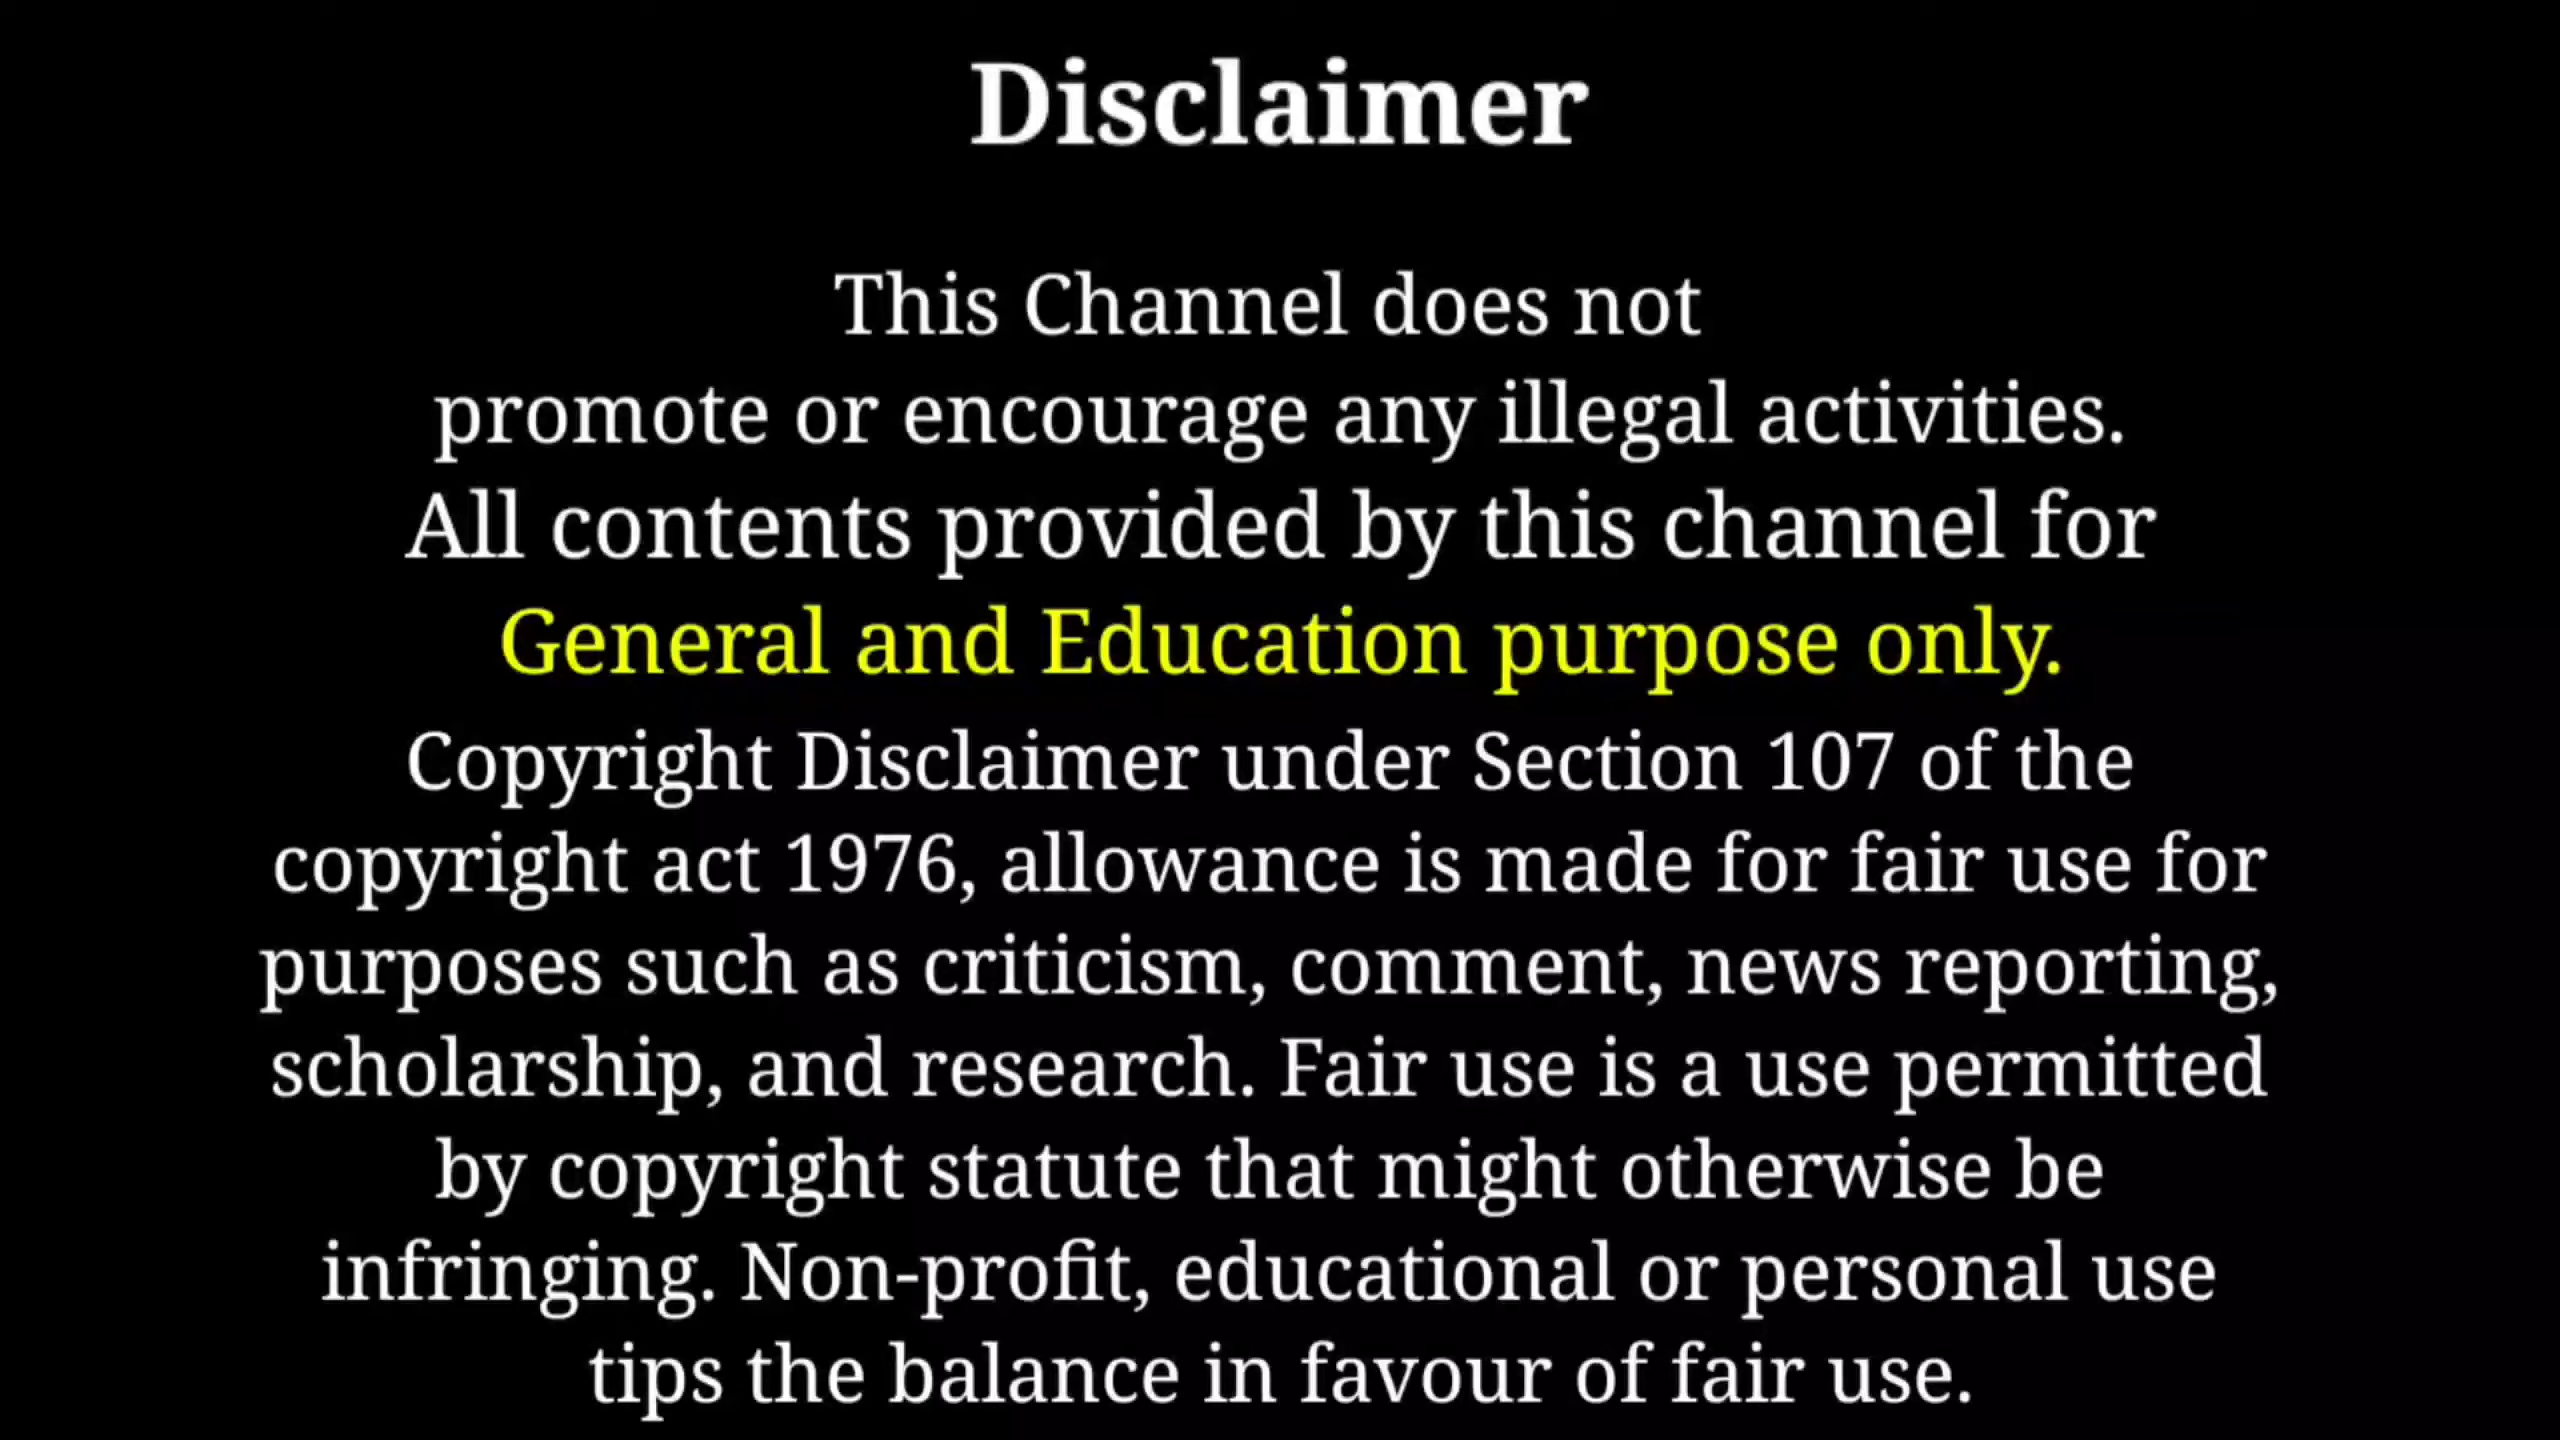 Disclaimer
This Channel does not
promote or encourage any illegal activities.
All contents provided by this channel for
General and Education purpose only.
Copyright Disclaimer under Section 107 of the
copyright act 1976, allowance is made for fair use for
purposes such as criticism, comment, news reporting,
scholarship, and research. Fair use is a use permitted
by copyright statute that might otherwise be
infringing. Non-profit, educational or personal use
tips the balance in favour of fair use.